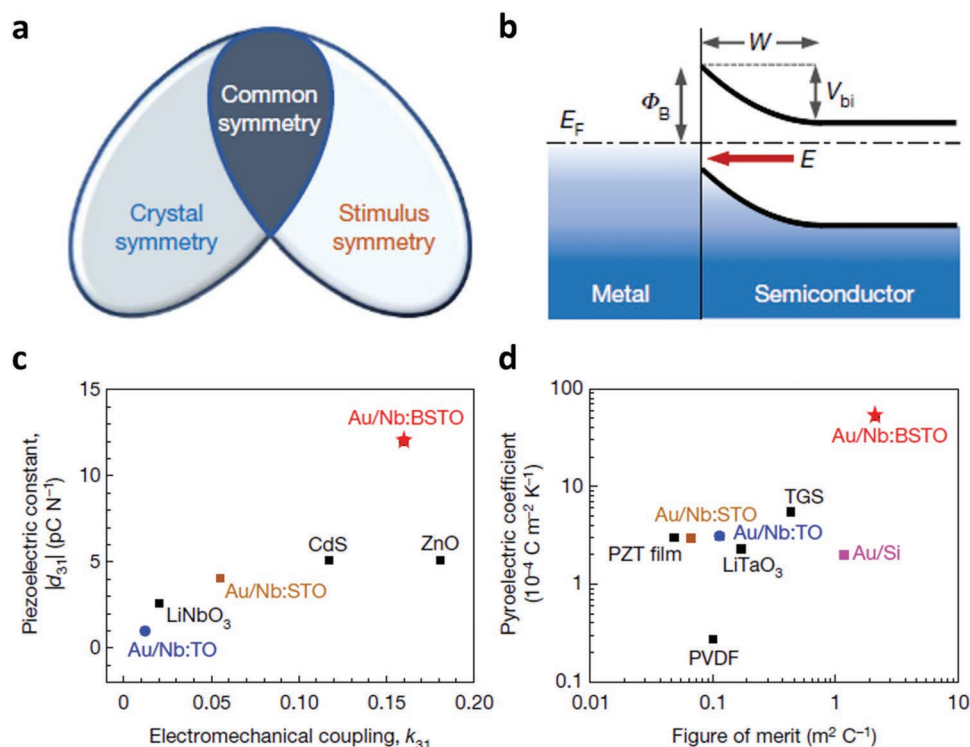 a
Common
symmetry
Crystal
symmetry
Stimulus
symmetry
b
W
Φ_B
V_bi
E_F
E
Metal
Semiconductor
c
Piezoelectric constant,
|d_31| (pC N⁻¹)
15
10
5
0
Au/Nb:BSTO
CdS
ZnO
Au/Nb:STO
LiNbO₃
Au/Nb:TO
0
0.05
0.10
0.15
0.20
Electromechanical coupling, k_31
d
Pyroelectric coefficient
(10⁻⁴ C m⁻² K⁻¹)
100
10
1
0.1
Au/Nb:BSTO
TGS
Au/Nb:STO
Au/Nb:TO
PZT film
LiTaO₃
Au/Si
PVDF
0.01
0.1
1
10
Figure of merit (m² C⁻¹)